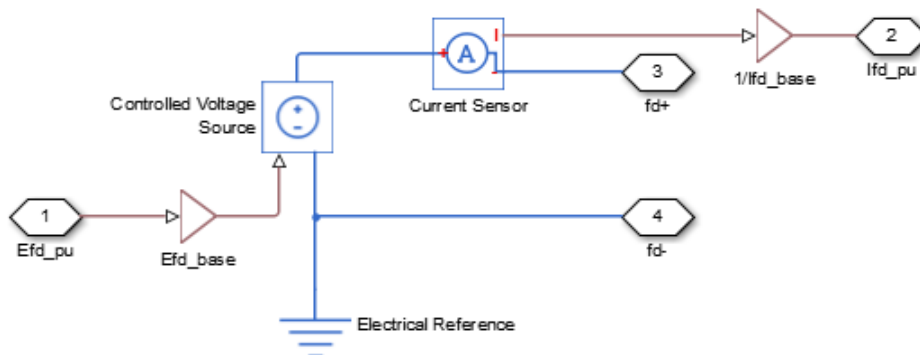 2
I
A
3
Ifd_pu
1/Ifd_base
Controlled Voltage
Source
Current Sensor
fd+
1
4
Efd_pu
Efd_base
fd-
Electrical Reference